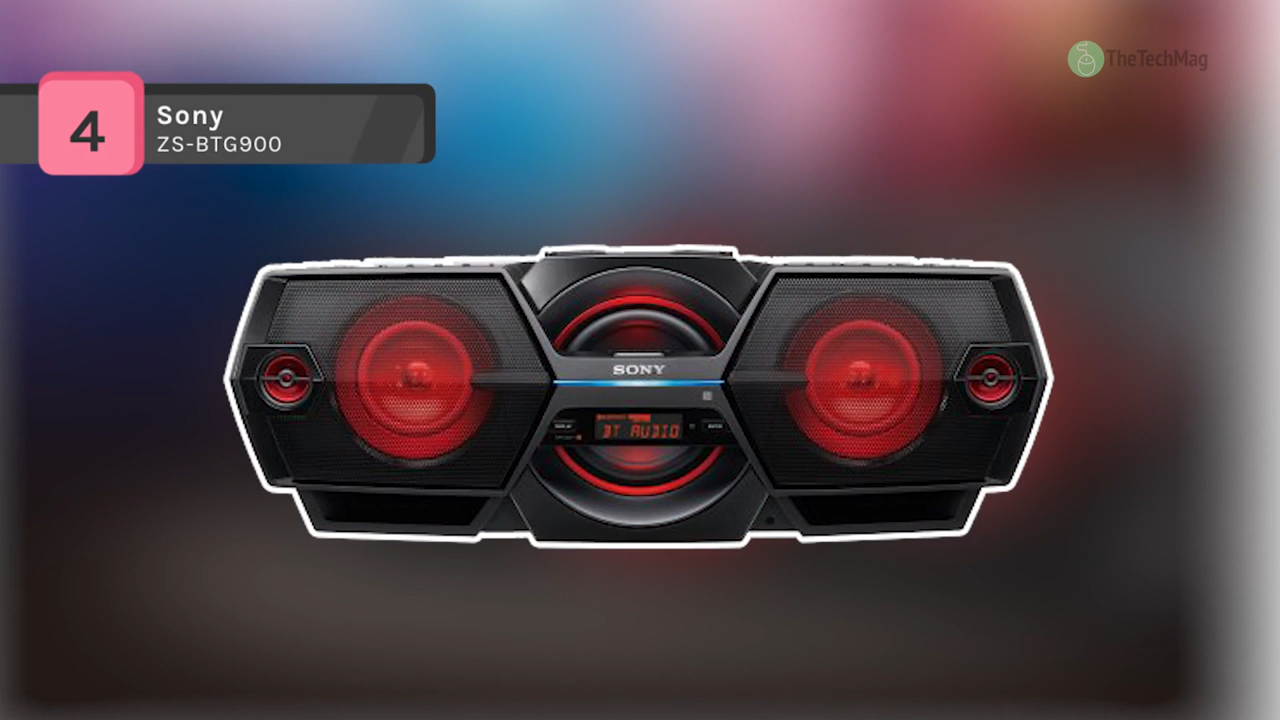 4
Sony
ZS-BTG900
TheTechMag
SONY
BT AUDIO